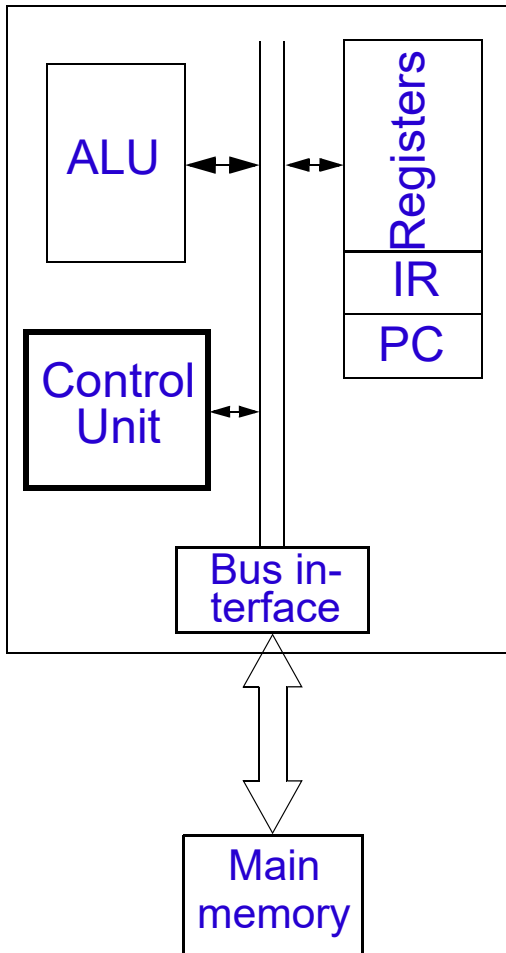 ALU
Registers
IR
PC
Control
Unit
Bus in-
terface
Main
memory